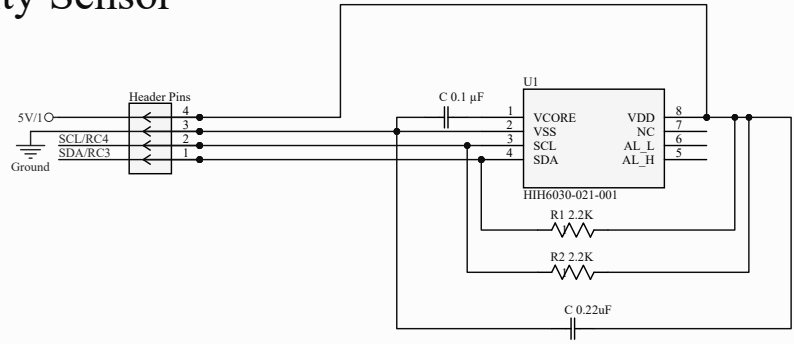 ty Sensor
U1
Header Pins
C 0.1 µF
5V/1
4
3
2
1
SCL/RC4
SDA/RC3
Ground
1
2
3
4
VCORE
VSS
SCL
SDA
VDD
NC
AL_L
AL_H
8
7
6
5
HIH6030-021-001
R1 2.2K
1
R2 2.2K
1
C 0.22uF